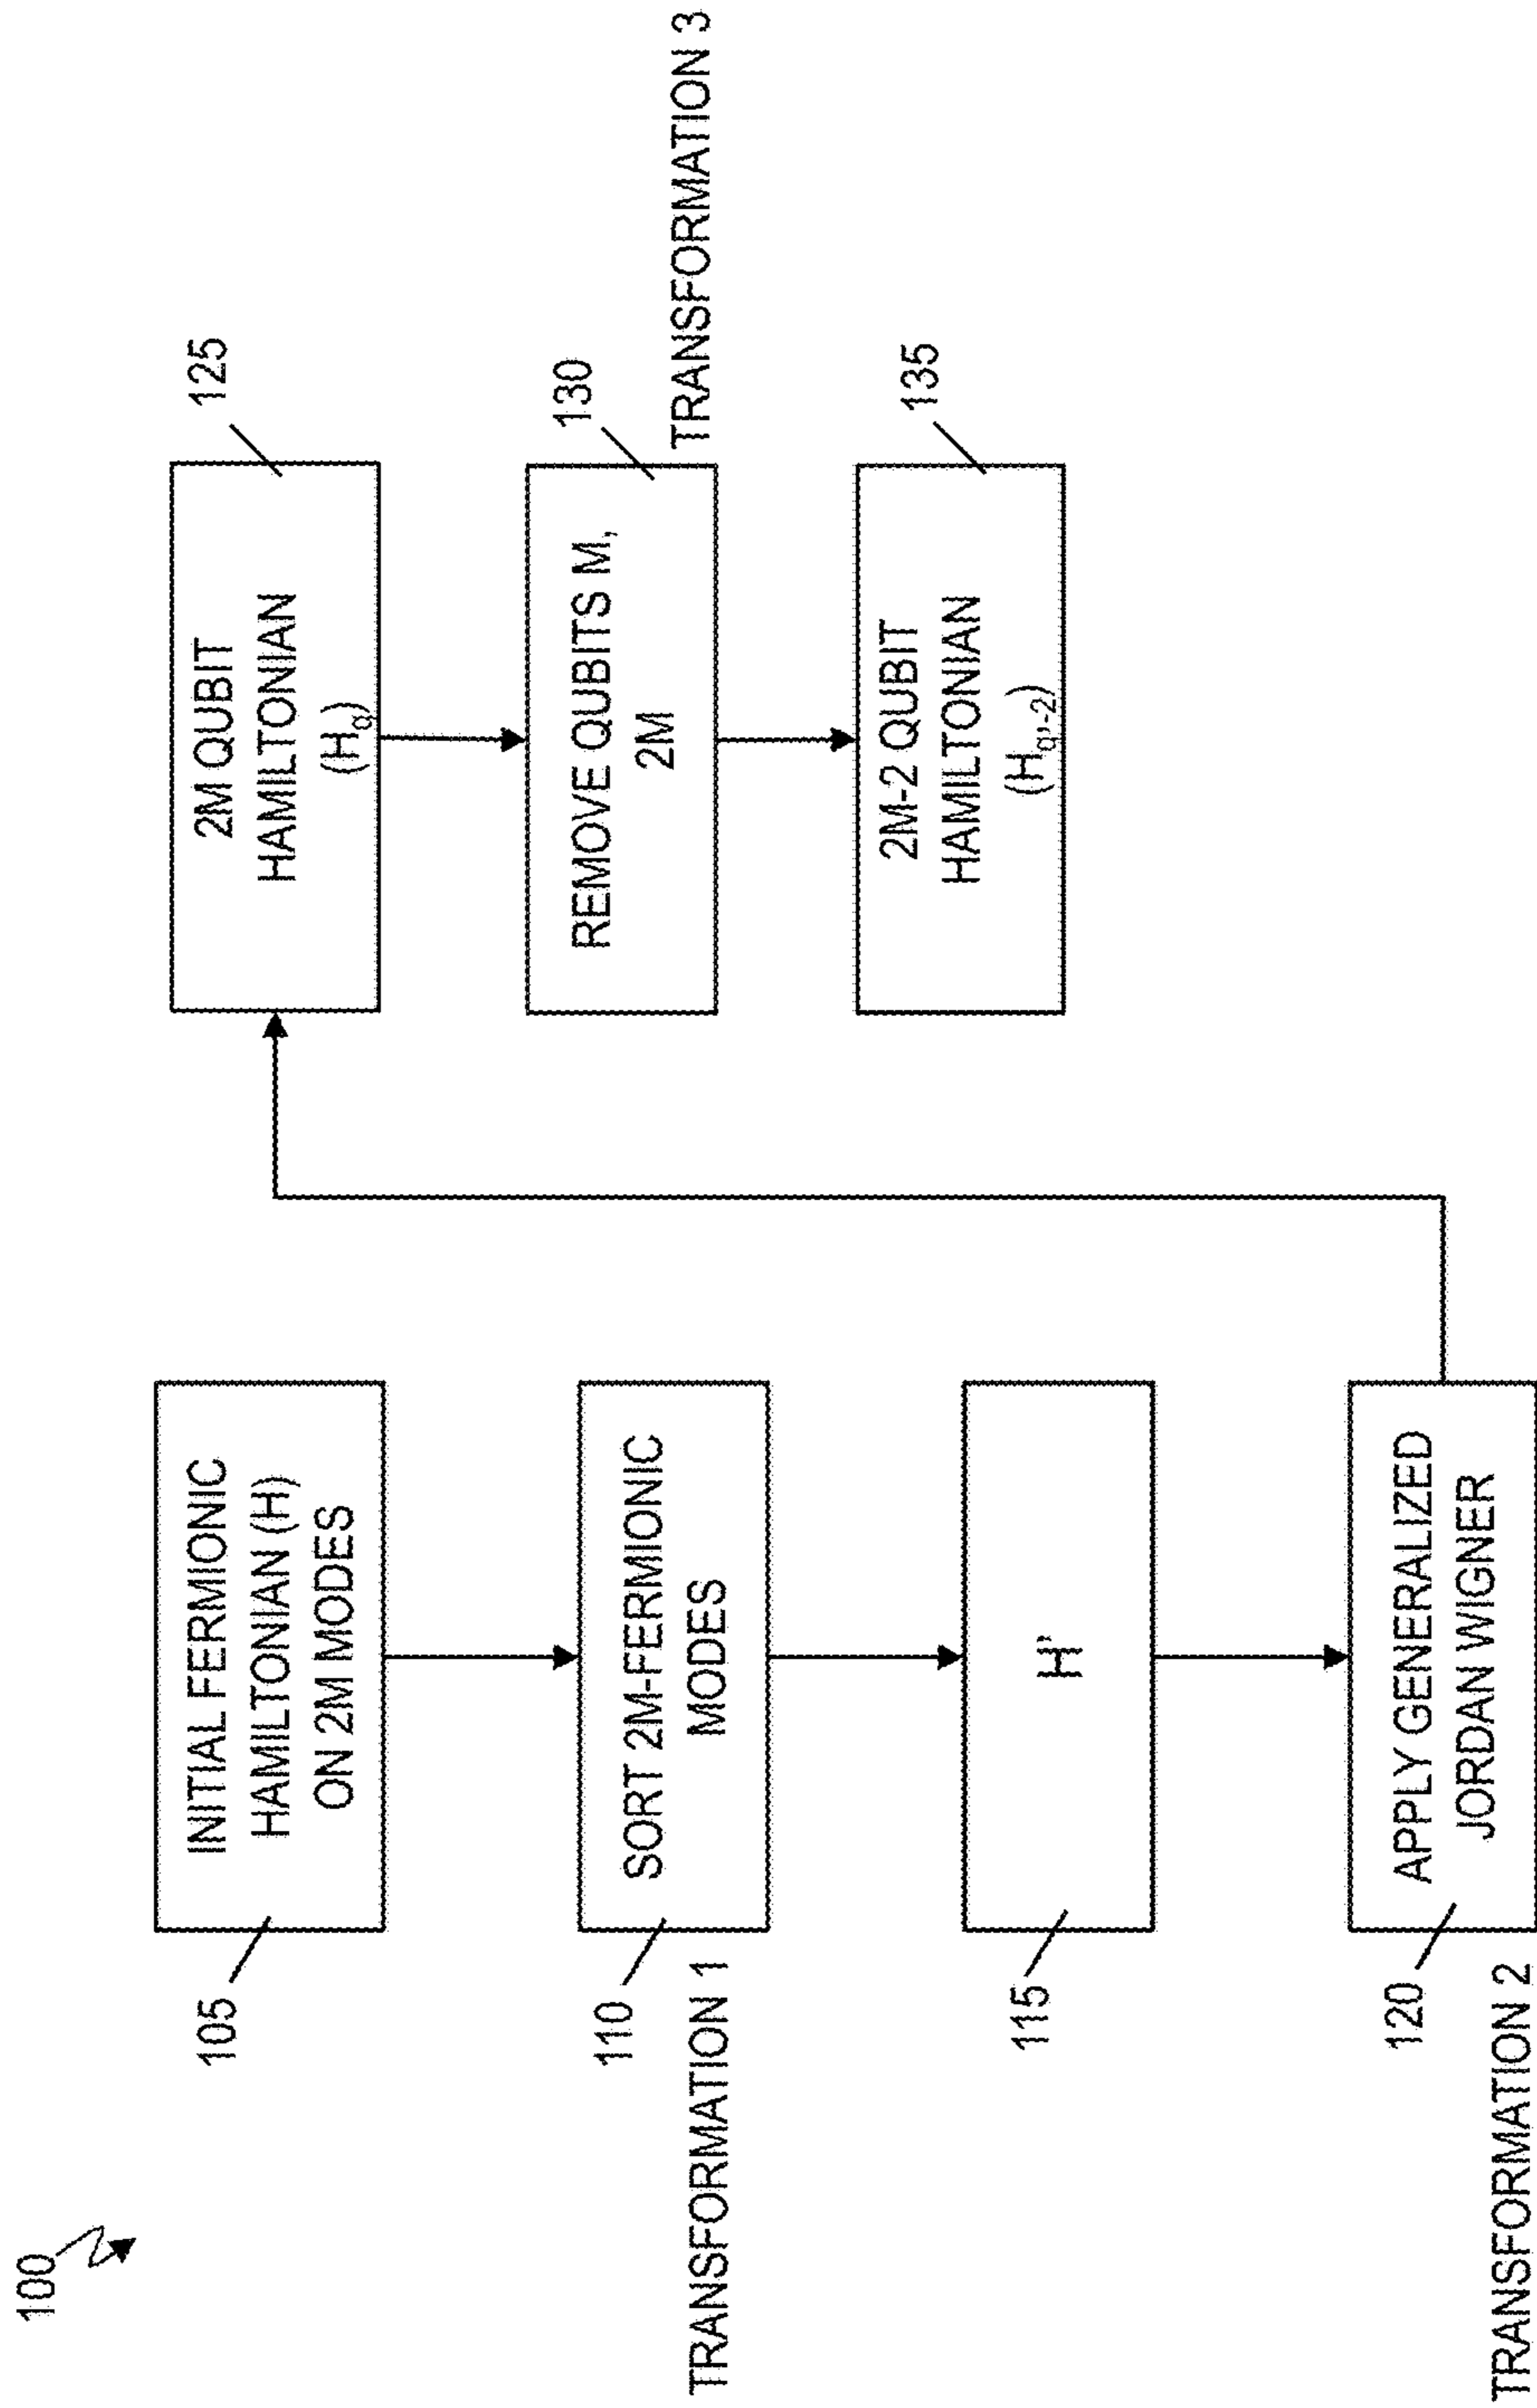 100
105
INITIAL FERMIONIC
HAMILTONIAN (H)
ON 2M MODES
110
TRANSFORMATION 1
SORT 2M-FERMIONIC
MODES
115
H'
120
TRANSFORMATION 2
APPLY GENERALIZED
JORDAN WIGNER
125
2M QUBIT
HAMILTONIAN
(Hq)
130
TRANSFORMATION 3
REMOVE QUBITS M,
2M
135
2M-2 QUBIT
HAMILTONIAN
(Hq,-2)